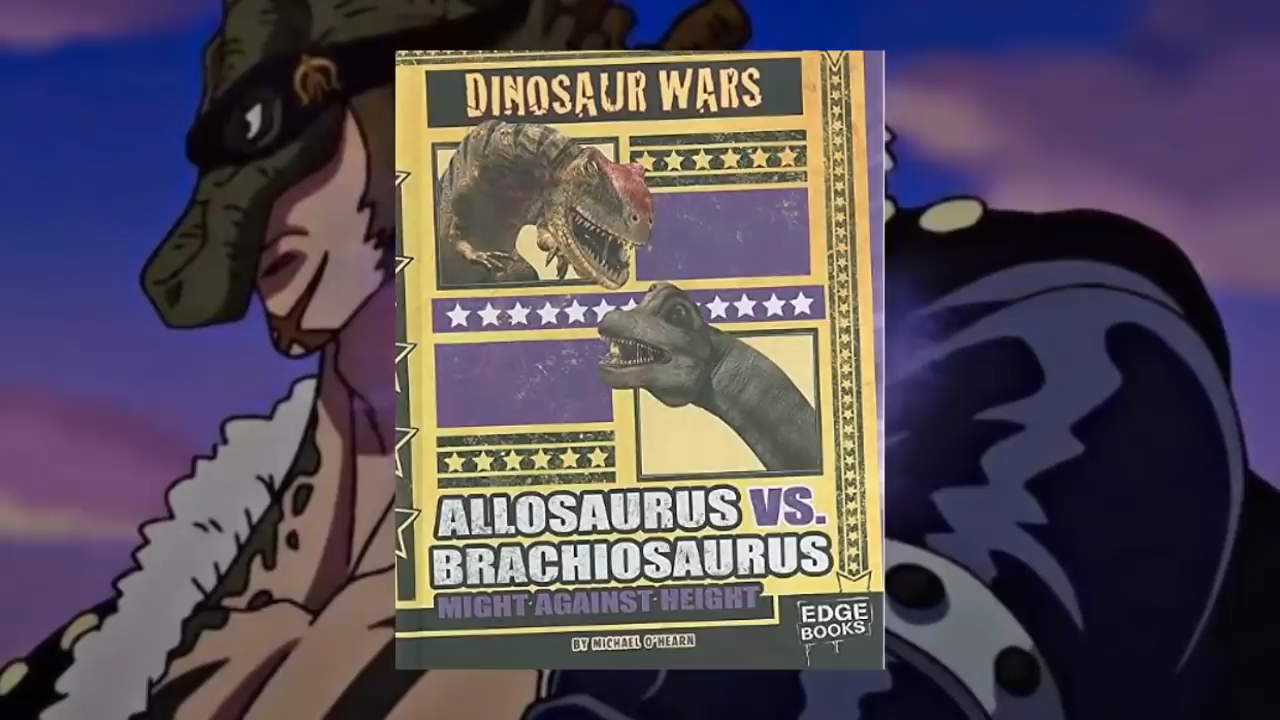 DINOSAUR WARS
ALLOSAURUS VS.
BRACHIOSAURUS
MIGHT AGAINST HEIGHT
EDGE
BOOKS
BY MICHAEL O'HEARN